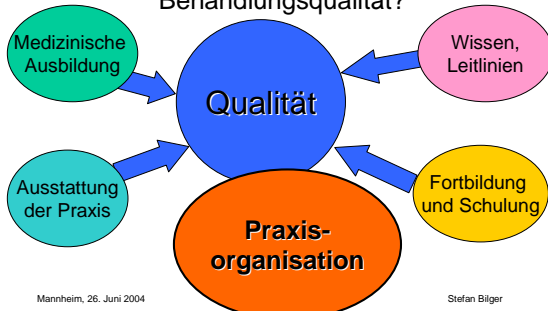 Behandlungsqualität?
Medizinische
Ausbildung
Wissen,
Leitlinien
Qualität
Ausstattung
der Praxis
Fortbildung
und Schulung
Praxis-
organisation
Mannheim, 26. Juni 2004
Stefan Bilger